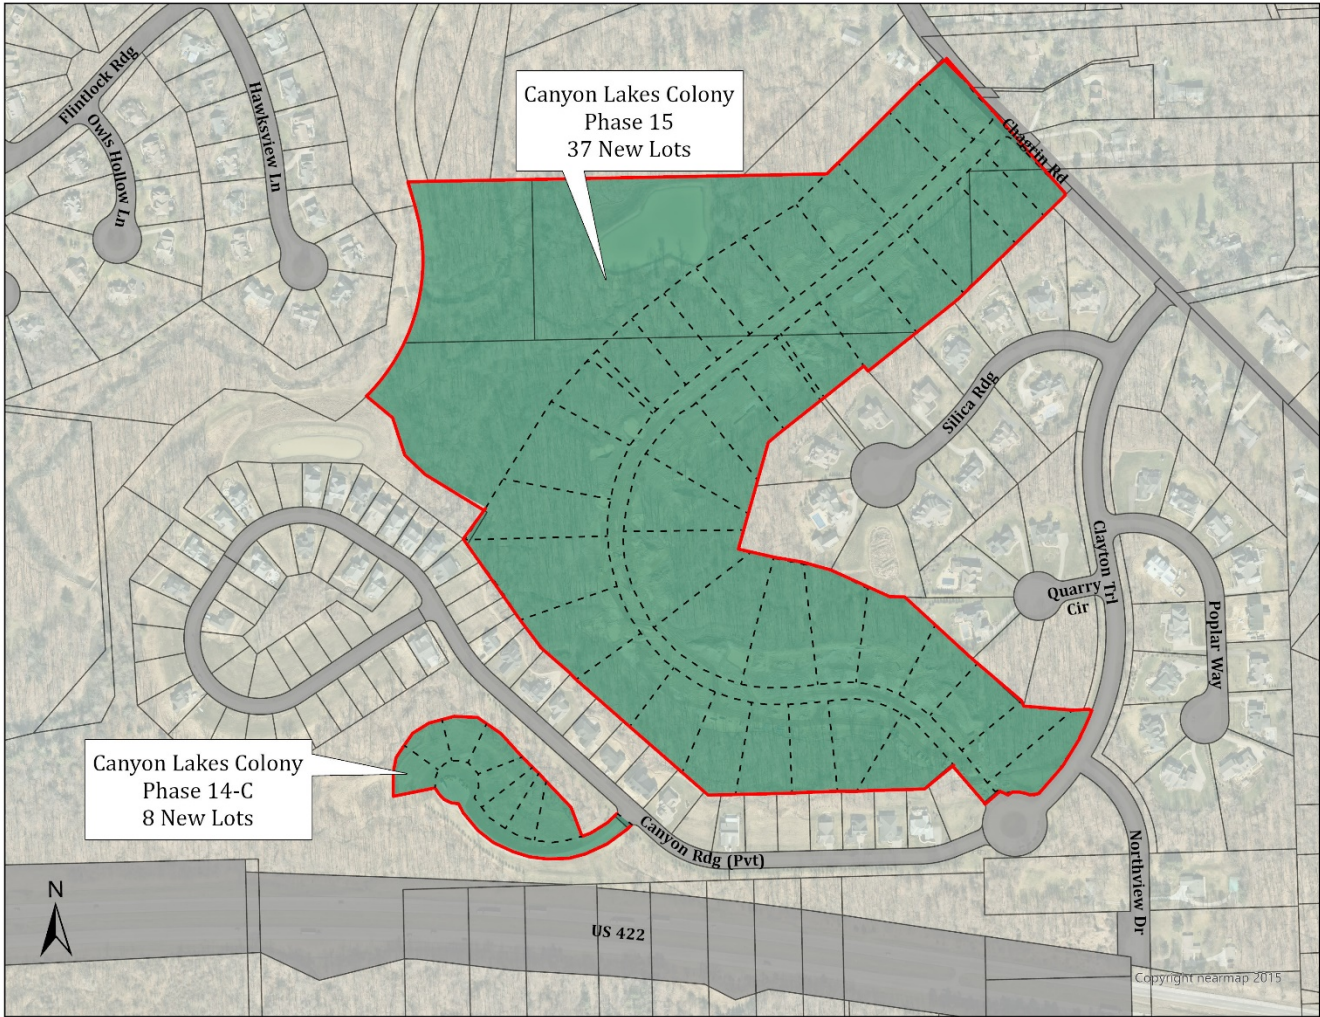 Flintlock Rdg
Owls Hollow Ln
Hawksview Ln
Canyon Lakes Colony
Phase 15
37 New Lots
Chagrin Rd
Silica Rdg
Clayton Trl
Quarry
Cir
Poplar Way
Canyon Lakes Colony
Phase 14-C
8 New Lots
Canyon Rdg (Pvt)
Northview Dr
N
US 422
Copyright nearmap 2015